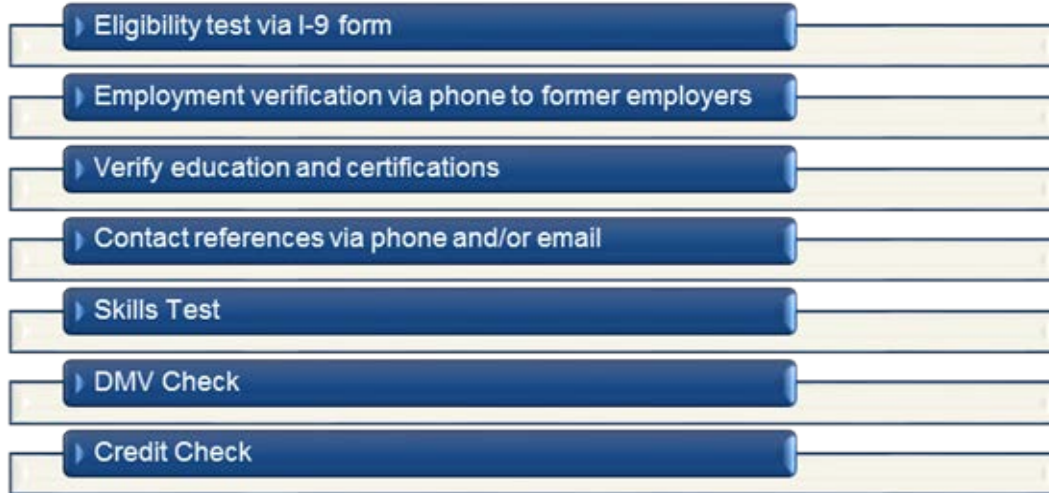 Eligibility test via I-9 form
Employment verification via phone to former employers
Verify education and certifications
Contact references via phone and/or email
Skills Test
DMV Check
Credit Check